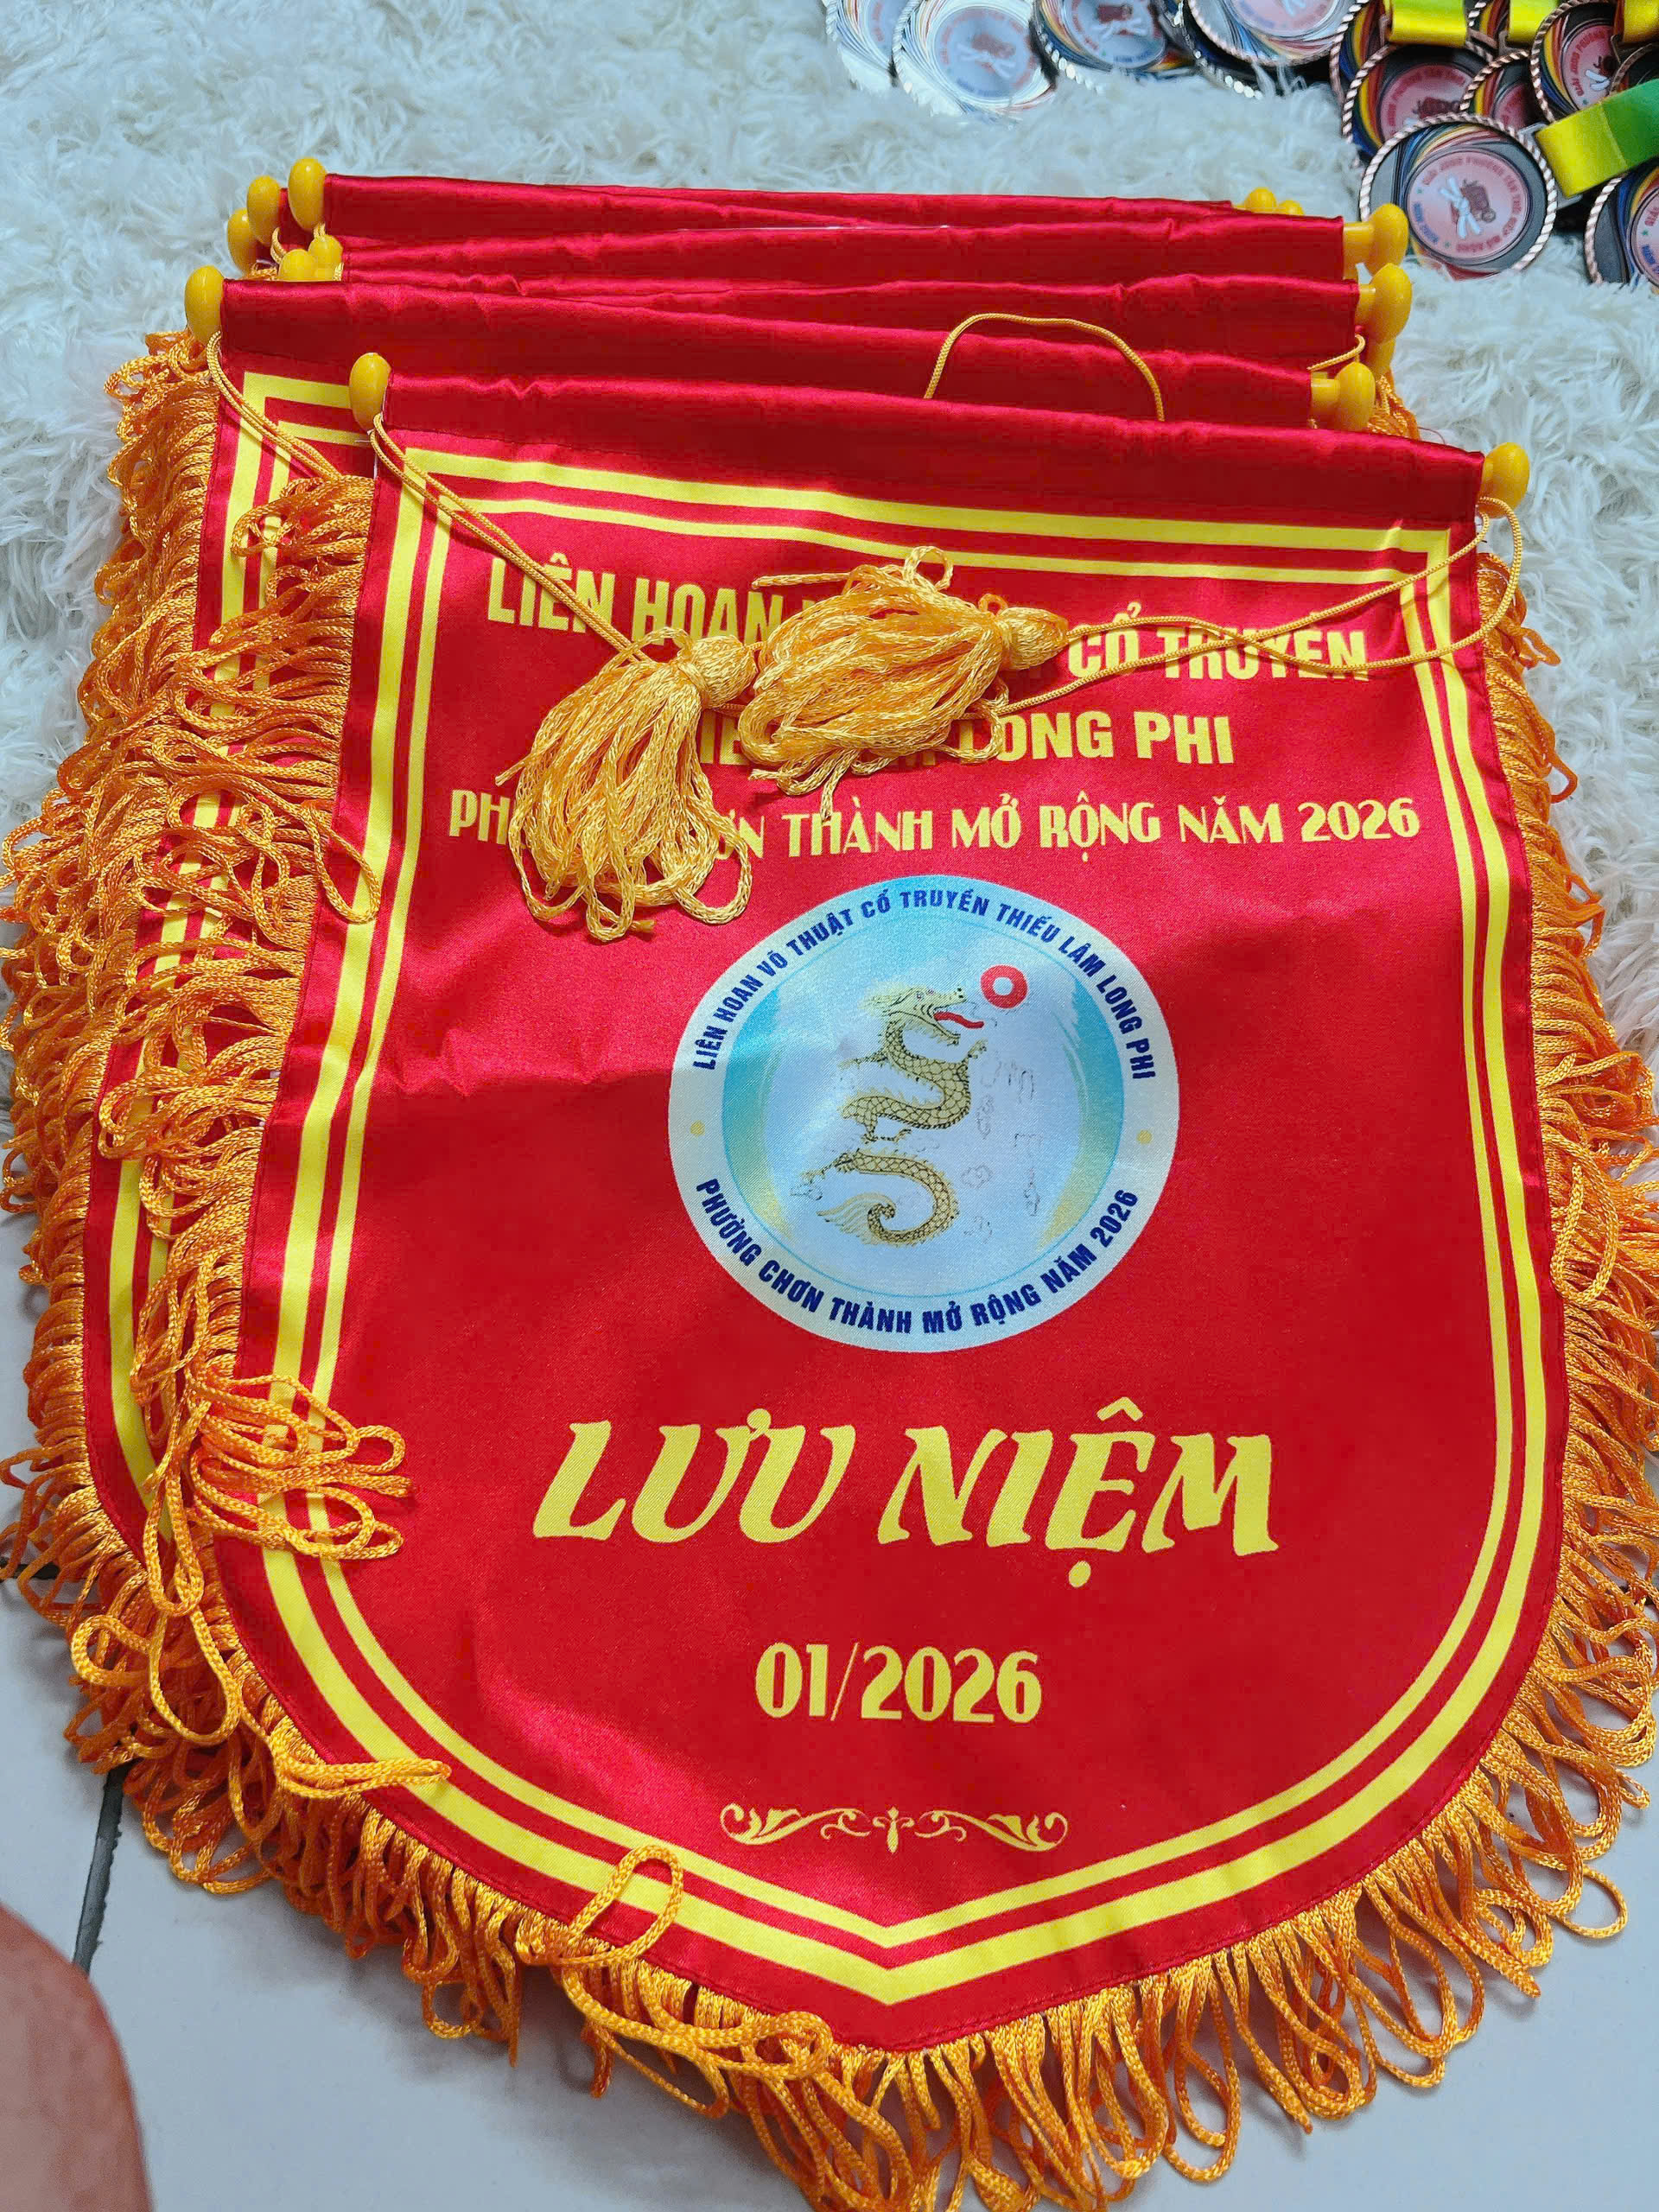 LIÊN HOAN CỔ TRUYỀN
LONG PHI
THÀNH MỞ RỘNG NĂM 2026
LIÊN HOAN VÕ THUẬT CỔ TRUYỀN THIẾU LÂM LONG PHI
PHƯỜNG CHƠN THÀNH MỞ RỘNG NĂM 2026
LƯU NIỆM
01/2026